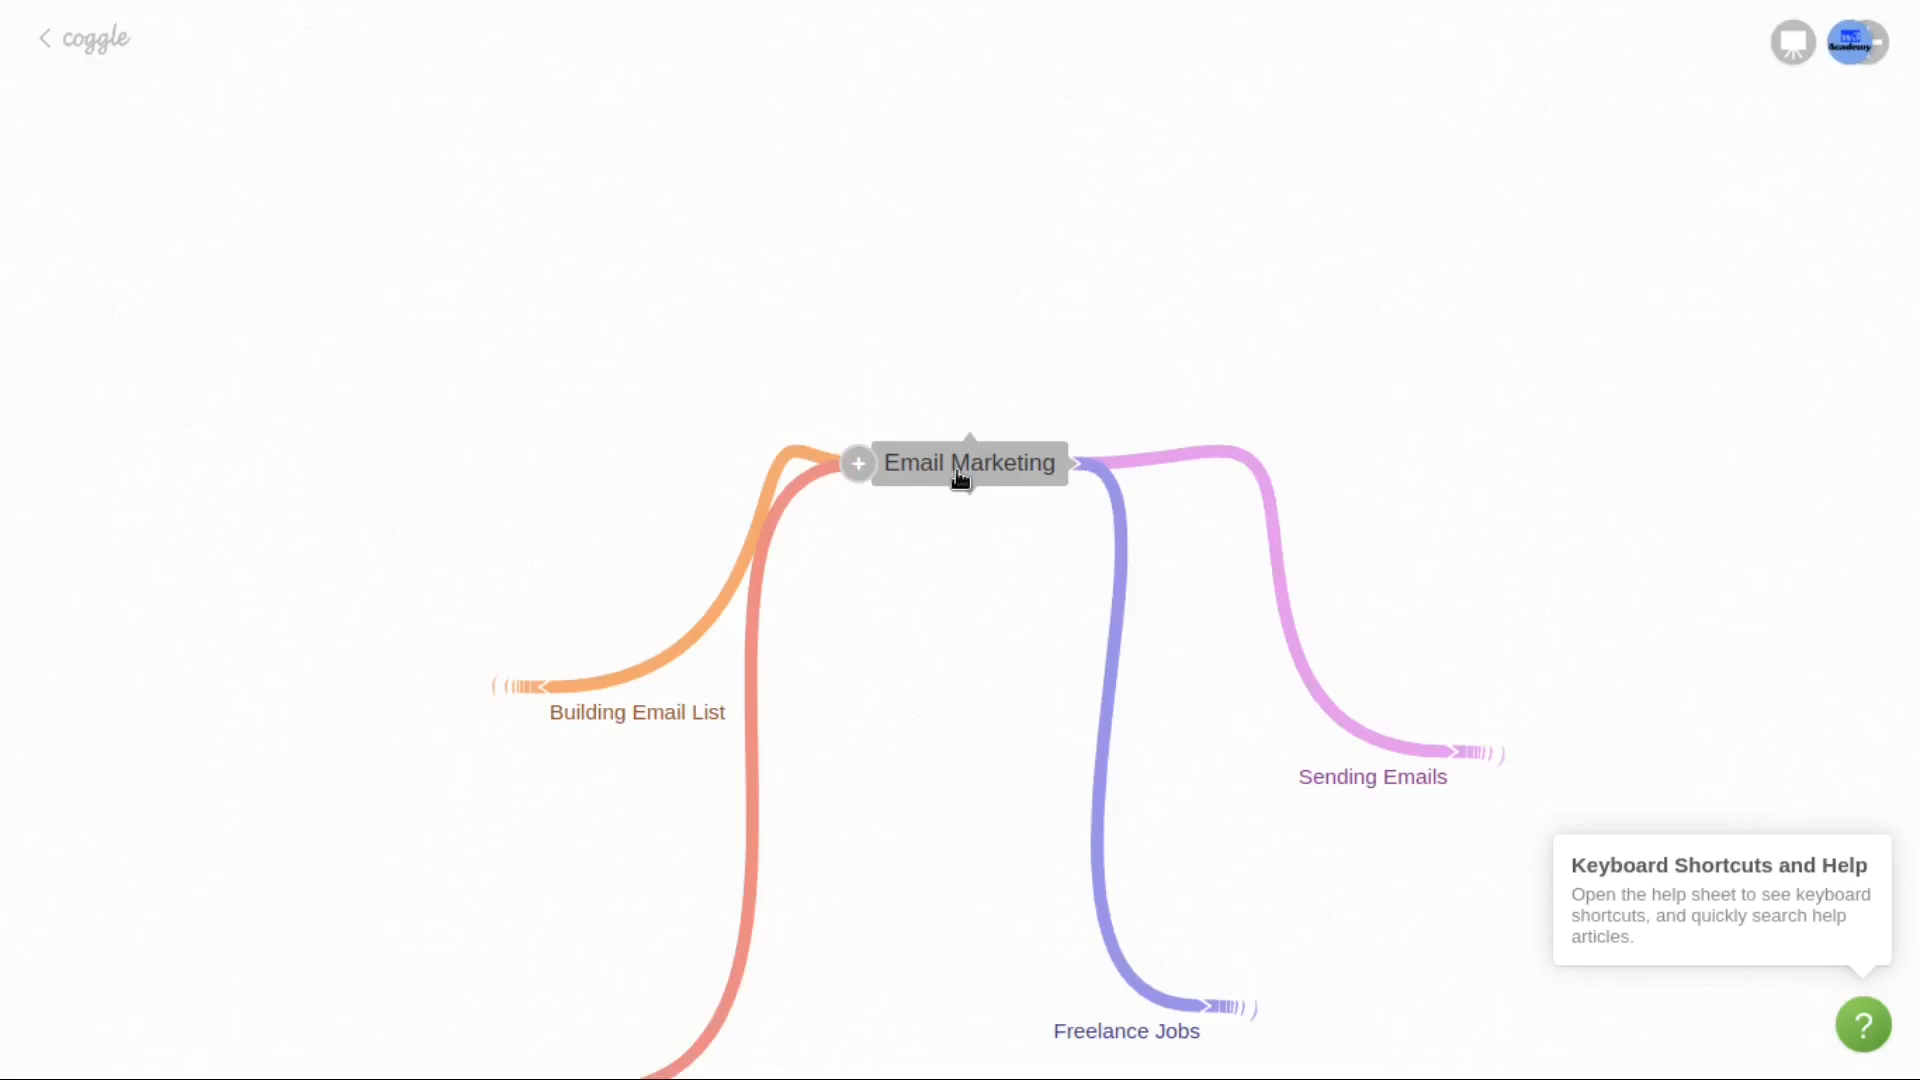 coggle
Academy
Email Marketing
Building Email List
Sending Emails
Keyboard Shortcuts and Help
Open the help sheet to see keyboard
shortcuts, and quickly search help
articles.
Freelance Jobs
?